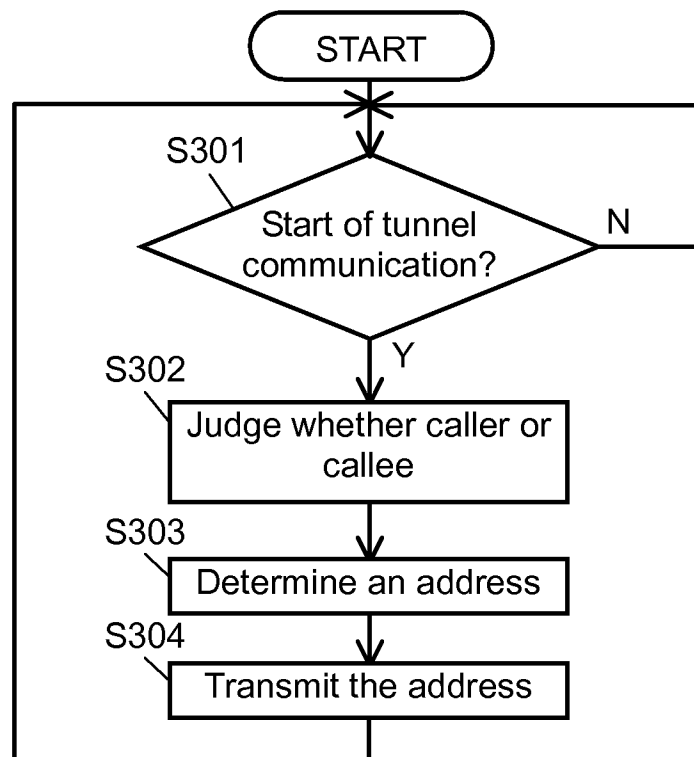 START
S301
Start of tunnel
communication?
N
Y
S302
Judge whether caller or
callee
S303
Determine an address
S304
Transmit the address